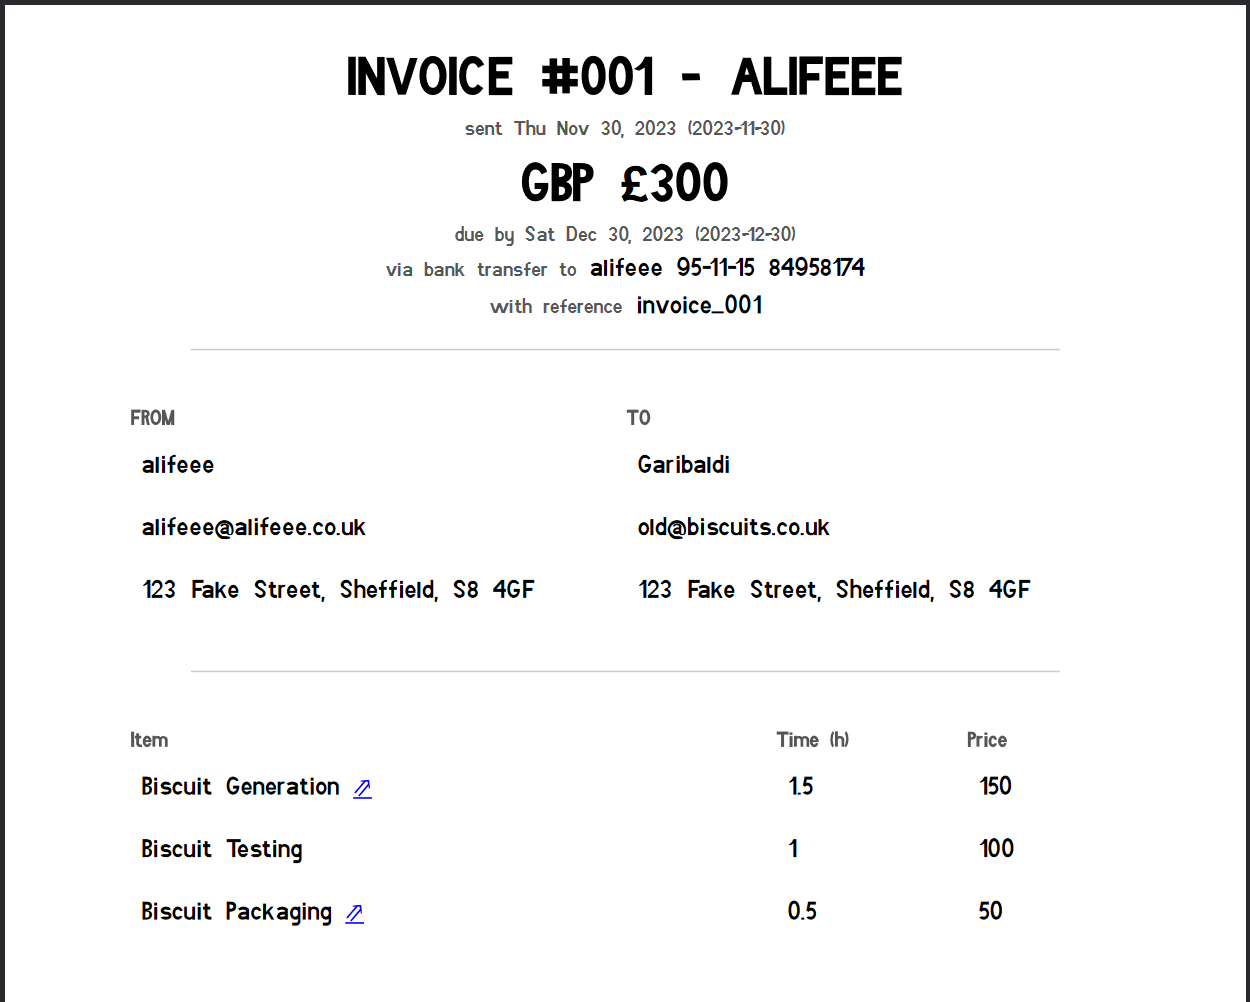 INVOICE #001 - ALIFEEE
sent Thu Nov 30, 2023 (2023-11-30)
GBP £300
due by Sat Dec 30, 2023 (2023-12-30)
via bank transfer to alifeee 95-11-15 84958174
with reference invoice_001
FROM TO
alifeee Garibaldi
alifeee@alifeee.co.uk old@biscuits.co.uk
123 Fake Street, Sheffield, S8 4GF 123 Fake Street, Sheffield, S8 4GF
Item Time (h) Price
Biscuit Generation ⇗ 1.5 150
Biscuit Testing 1 100
Biscuit Packaging ⇗ 0.5 50